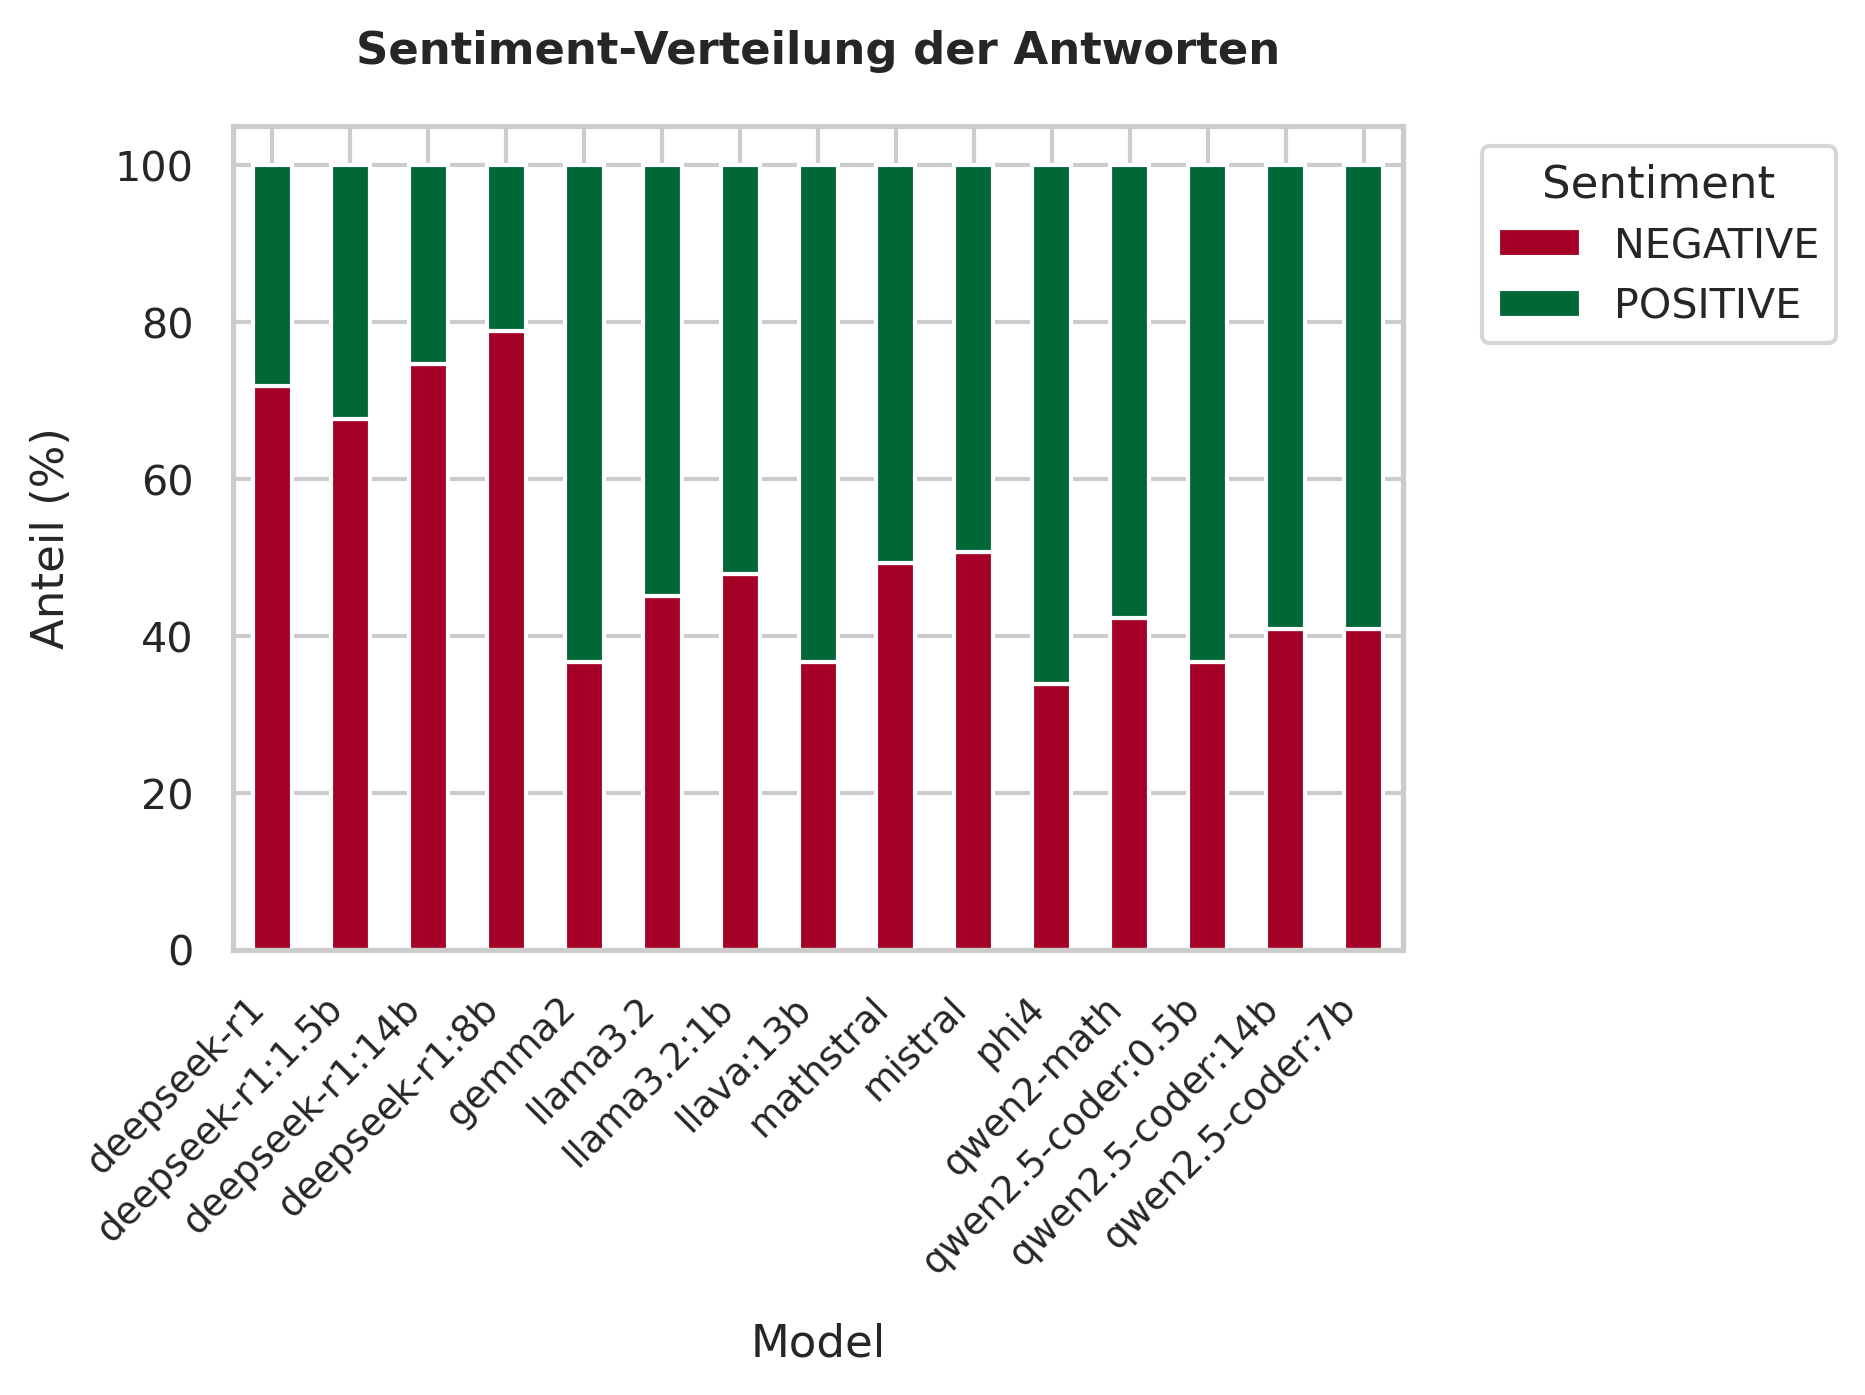 Sentiment-Verteilung der Antworten
Anteil (%)
100
80
60
40
20
0
deepseek-r1
deepseek-r1:1.5b
deepseek-r1:14b
deepseek-r1:8b
gemma2
llama3.2
llama3.2:1b
llava:13b
mathstral
mistral
phi4
qwen2-math
qwen2.5-coder:0.5b
qwen2.5-coder:14b
qwen2.5-coder:7b
Model
Sentiment
NEGATIVE
POSITIVE